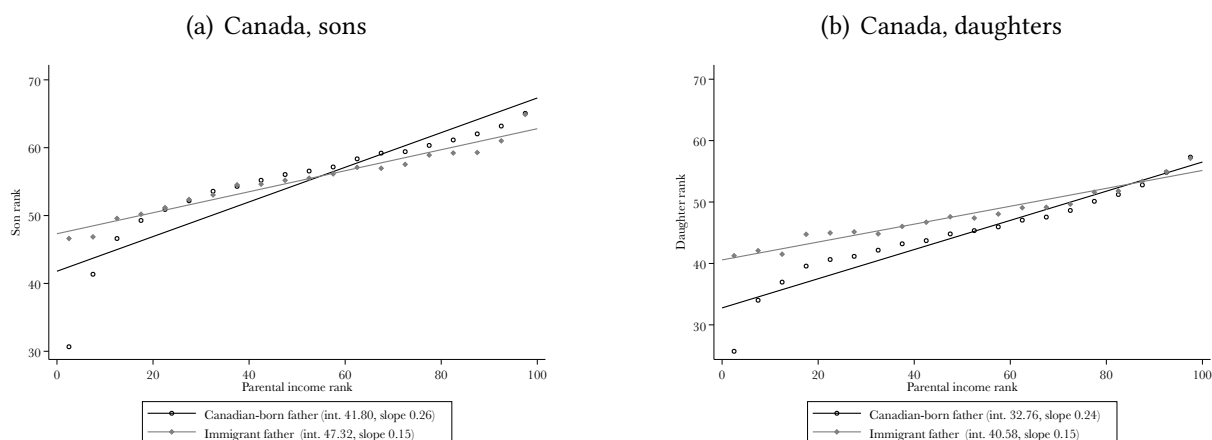 (a) Canada, sons
70
60
50
40
30
Son rank
0 20 40 60 80 100
Parental income rank
Canadian-born father (int. 41.80, slope 0.26)
Immigrant father (int. 47.32, slope 0.15)
(b) Canada, daughters
70
60
50
40
30
Daughter rank
0 20 40 60 80 100
Parental income rank
Canadian-born father (int. 32.76, slope 0.24)
Immigrant father (int. 40.58, slope 0.15)